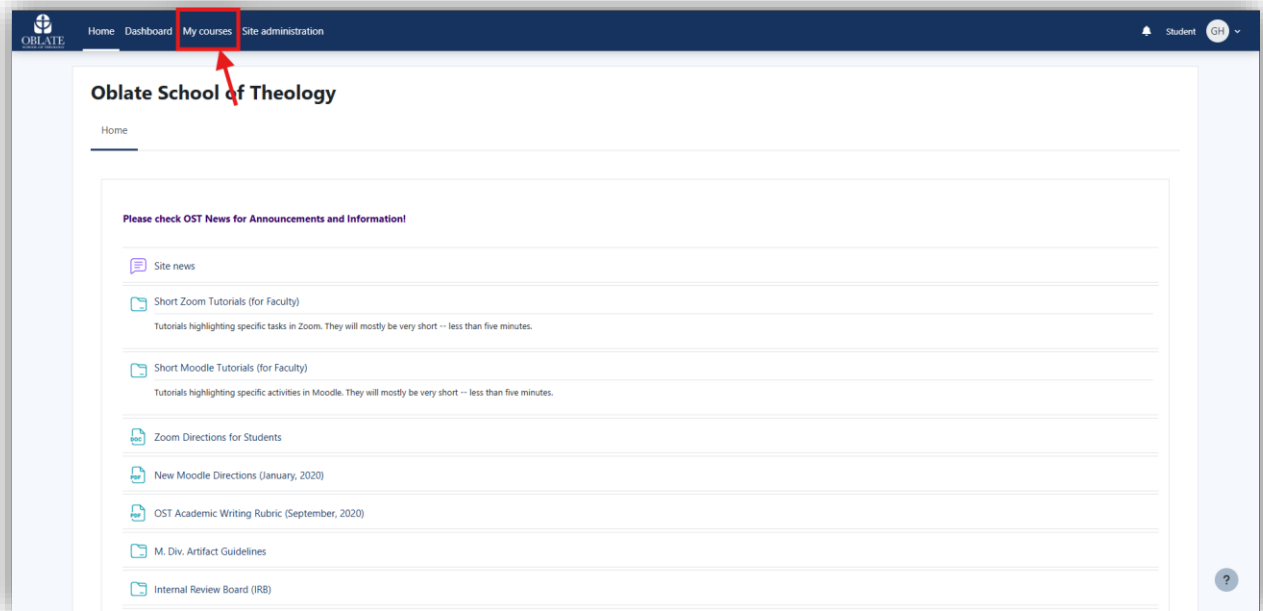 OBLATE
Home Dashboard My courses Site administration
Student GH
Oblate School of Theology
Home
Please check OST News for Announcements and Information!
Site news
Short Zoom Tutorials (for Faculty)
Tutorials highlighting specific tasks in Zoom. They will mostly be very short -- less than five minutes.
Short Moodle Tutorials (for Faculty)
Tutorials highlighting specific activities in Moodle. They will mostly be very short -- less than five minutes.
DOC Zoom Directions for Students
PDF New Moodle Directions (January, 2020)
PDF OST Academic Writing Rubric (September, 2020)
M. Div. Artifact Guidelines
Internal Review Board (IRB)
?